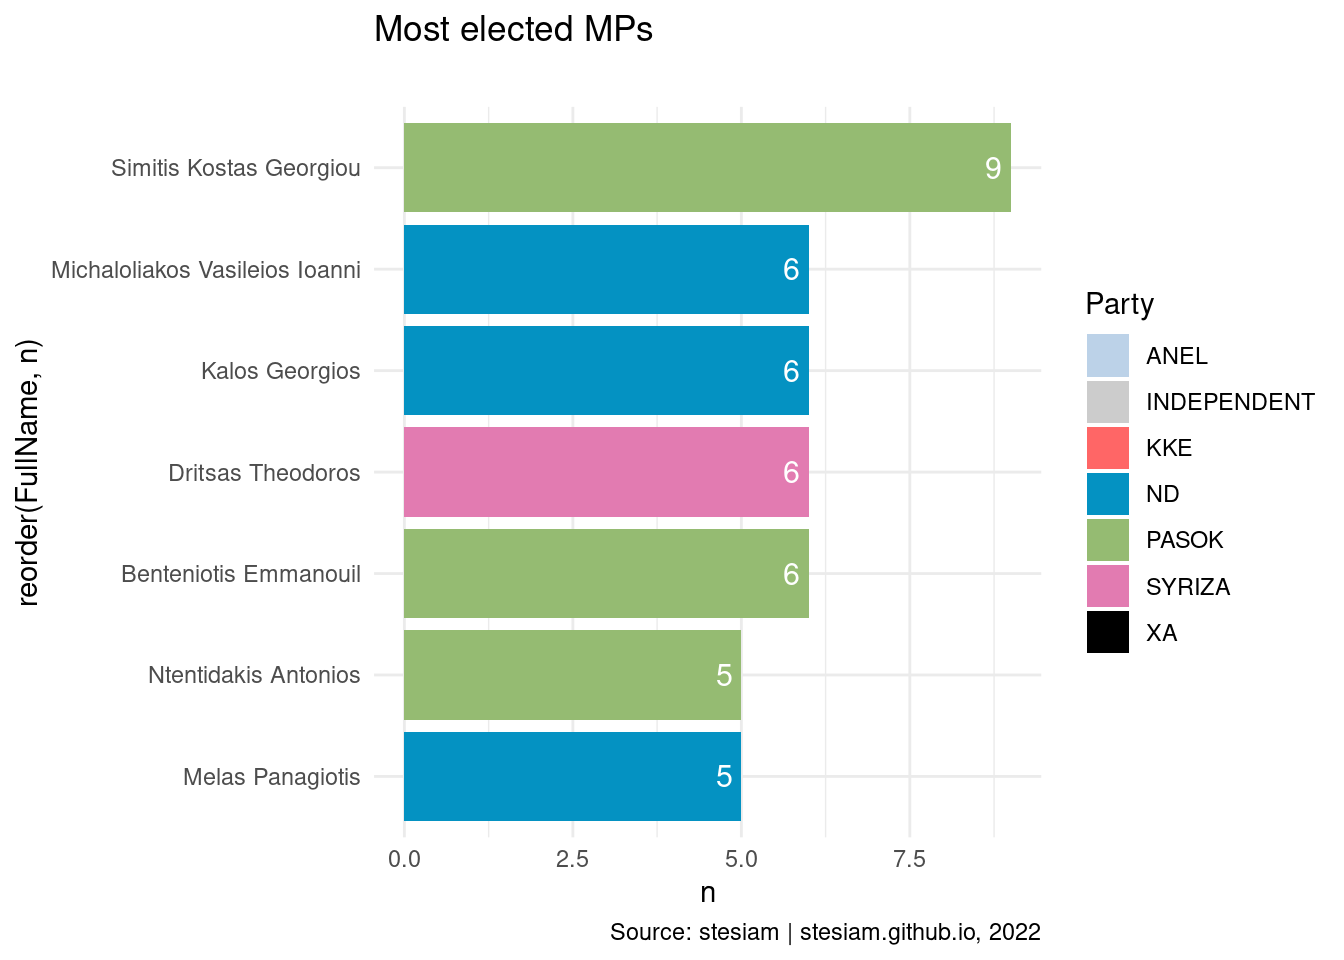 Most elected MPs
Simitis Kostas Georgiou
9
Michaloliakos Vasileios Ioanni
6
Kalos Georgios
6
Dritsas Theodoros
6
Benteniotis Emmanouil
6
Ntentidakis Antonios
5
Melas Panagiotis
5
reorder(FullName, n)
0.0 2.5 5.0 7.5
n
Party
ANEL
INDEPENDENT
KKE
ND
PASOK
SYRIZA
XA
Source: stesiam | stesiam.github.io, 2022